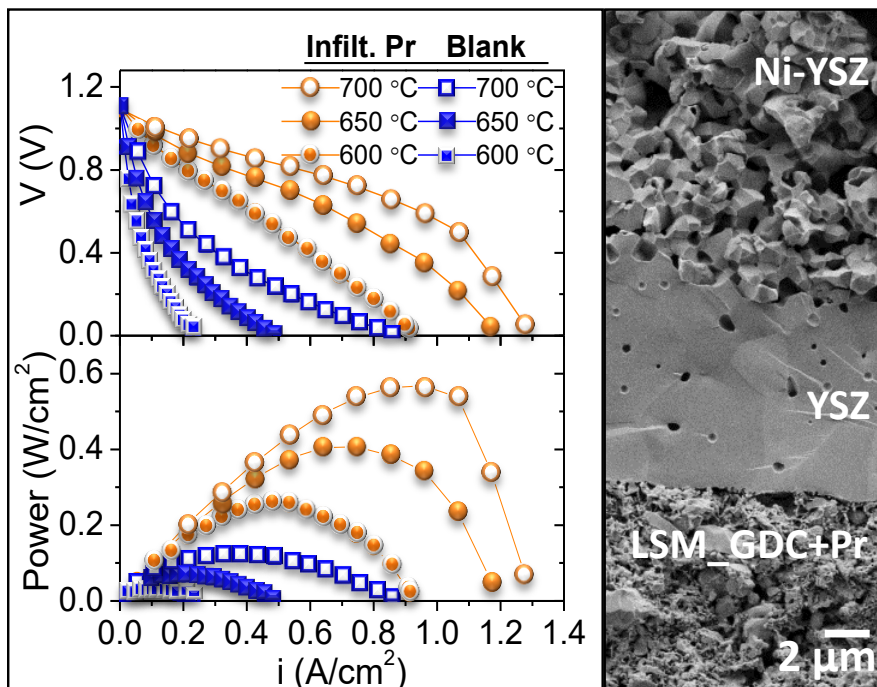 Infilt. Pr Blank
700 °C 700 °C
650 °C 650 °C
600 °C 600 °C
1.2
0.8
0.4
0.0
V (V)
0.6
0.4
0.2
0.0
Power (W/cm²)
0.0 0.2 0.4 0.6 0.8 1.0 1.2 1.4
i (A/cm²)
Ni-YSZ
YSZ
LSM_GDC+Pr
2 µm